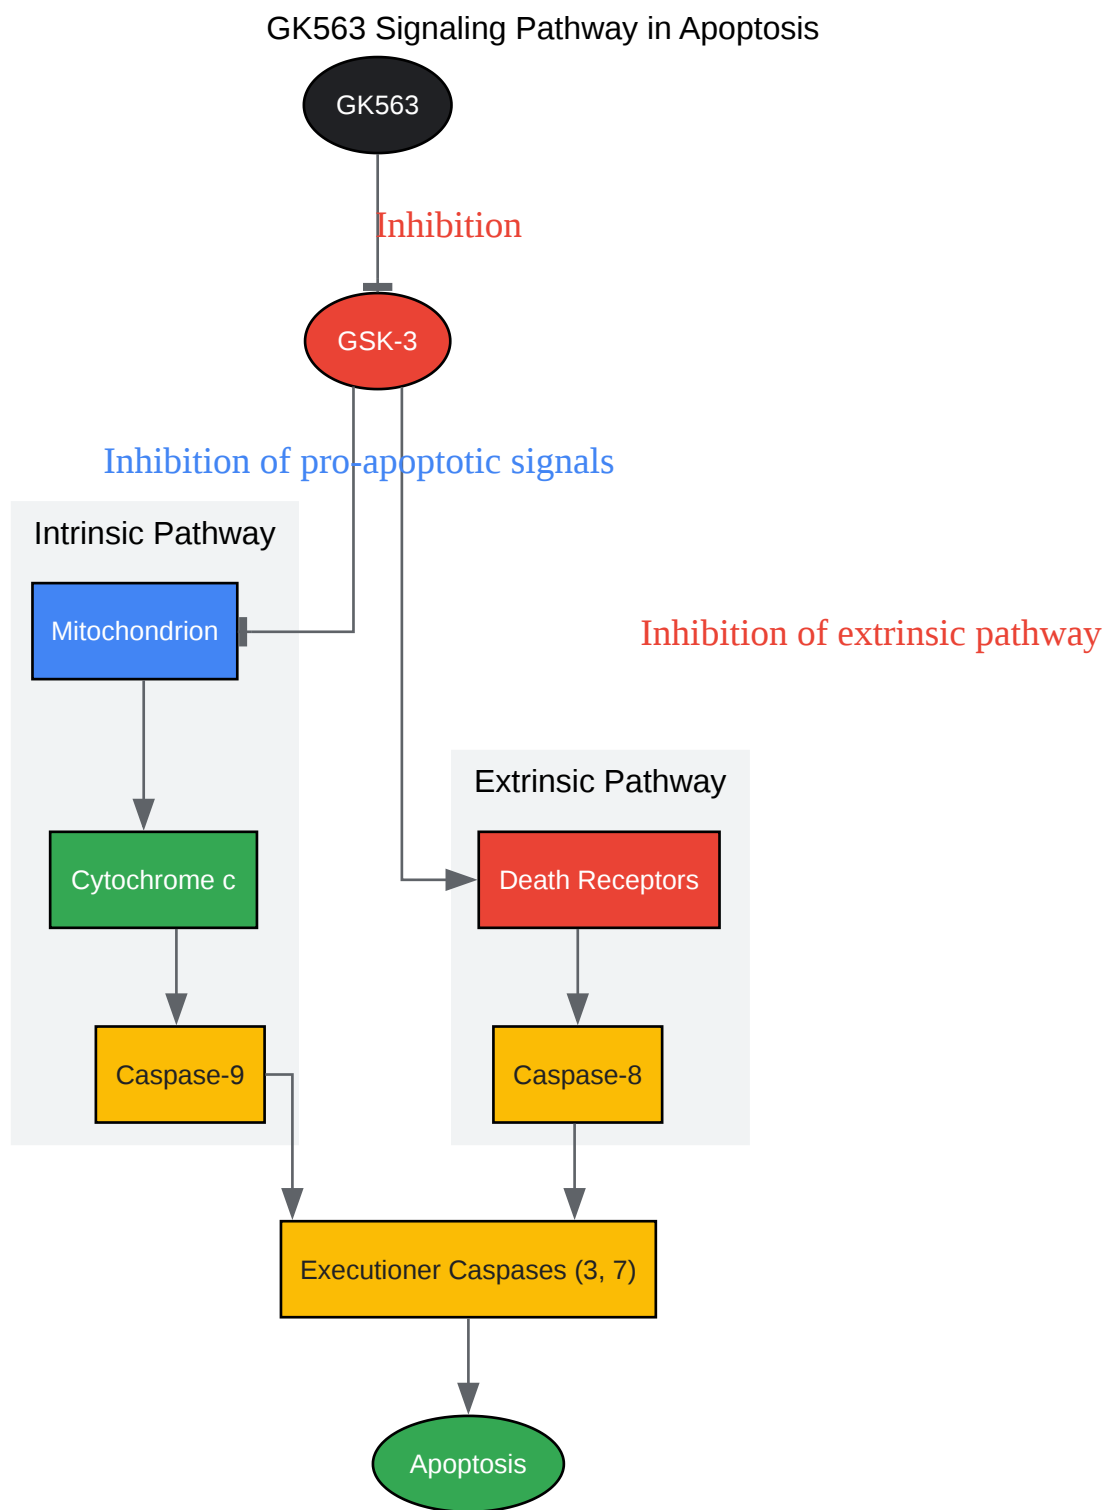 GK563 Signaling Pathway in Apoptosis
GK563
Inhibition
GSK-3
Inhibition of pro-apoptotic signals
Intrinsic Pathway
Mitochondrion
Inhibition of extrinsic pathway
Extrinsic Pathway
Cytochrome c
Death Receptors
Caspase-9
Caspase-8
Executioner Caspases (3, 7)
Apoptosis